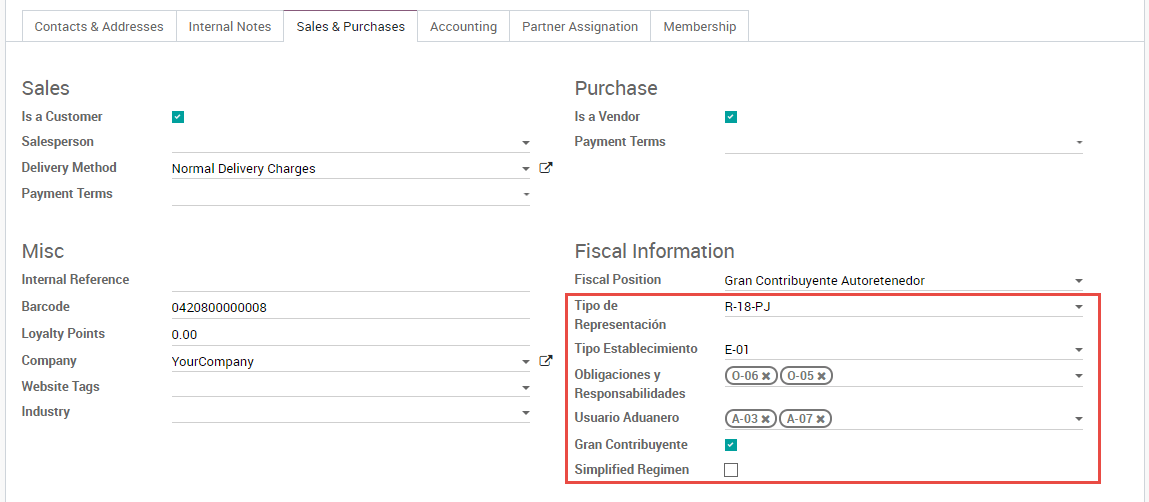 Contacts & Addresses
Internal Notes
Sales & Purchases
Accounting
Partner Assignation
Membership
Sales
Is a Customer
Salesperson
Delivery Method Normal Delivery Charges
Payment Terms
Purchase
Is a Vendor
Payment Terms
Misc
Internal Reference
Barcode 0420800000008
Loyalty Points 0.00
Company YourCompany
Website Tags
Industry
Fiscal Information
Fiscal Position Gran Contribuyente Autoretenedor
Tipo de R-18-PJ
Representación
Tipo Establecimiento E-01
Obligaciones y O-06 O-05
Responsabilidades
Usuario Aduanero A-03 A-07
Gran Contribuyente
Simplified Regimen